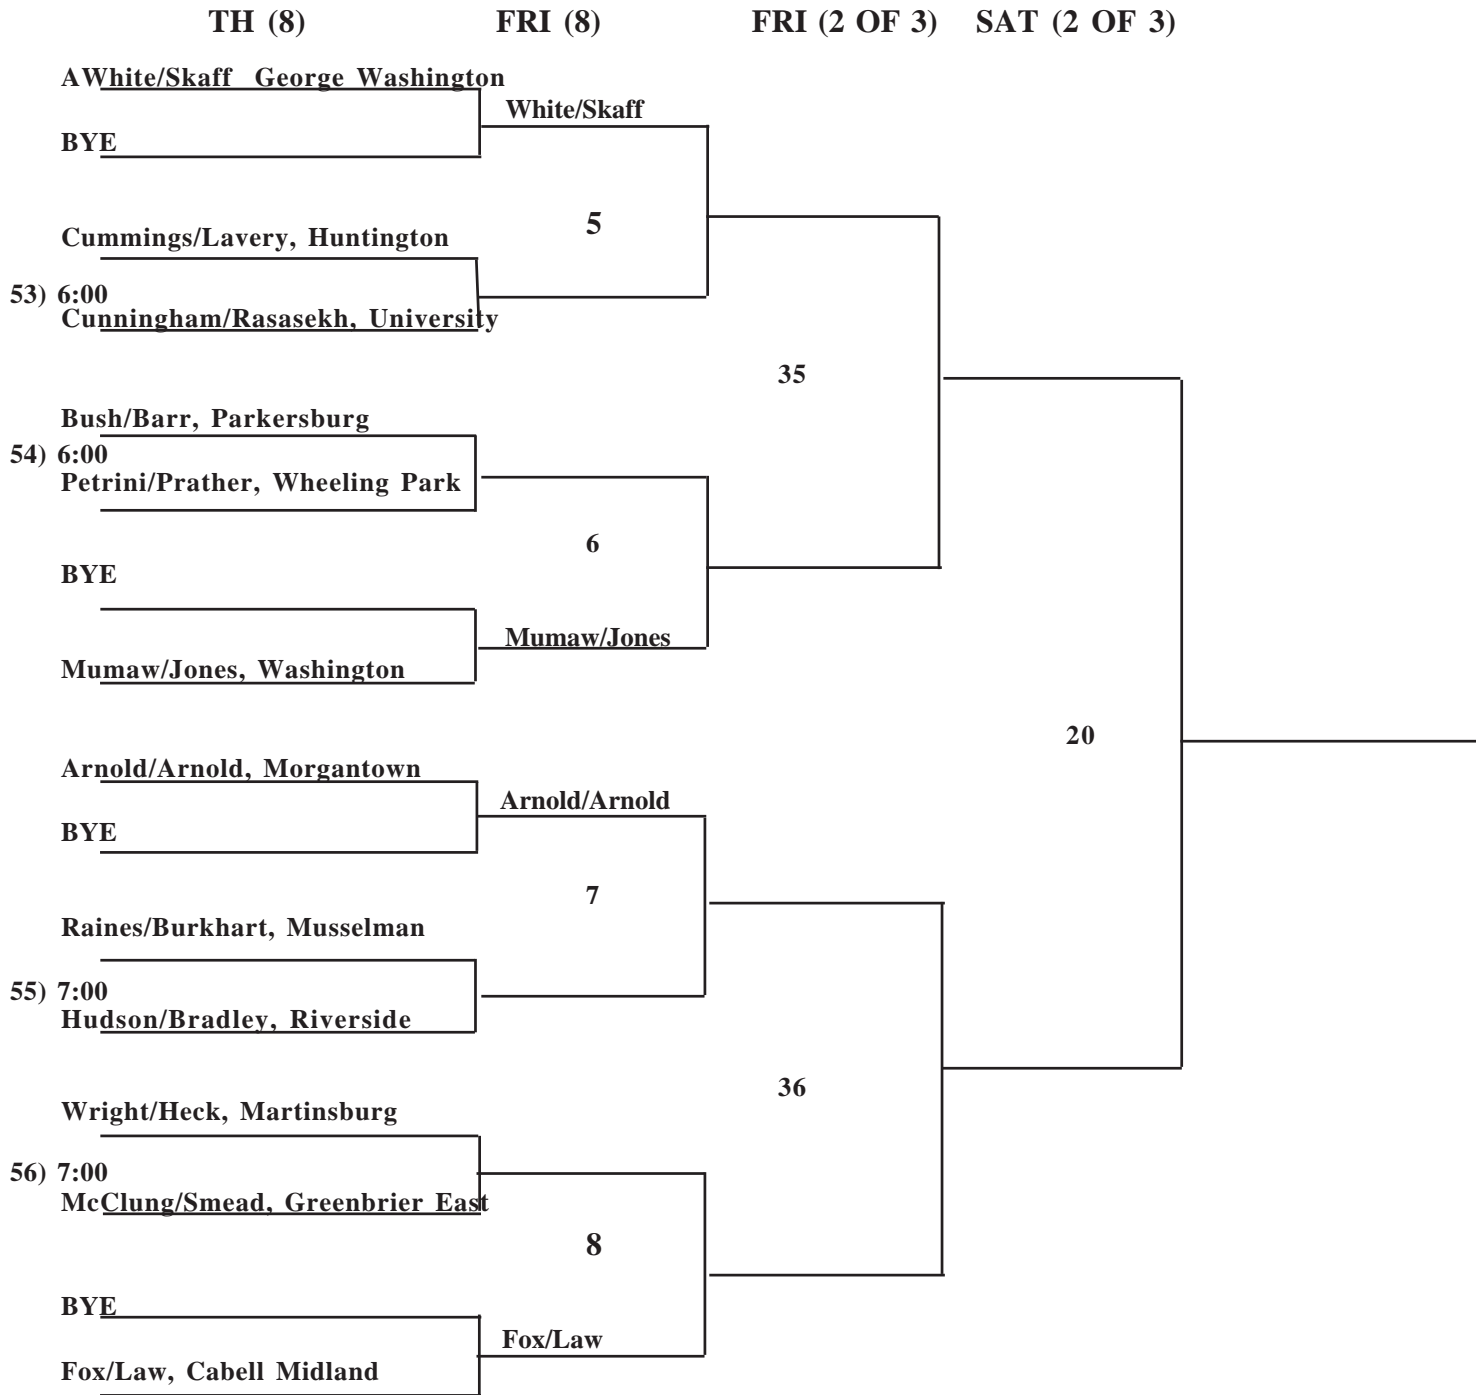 TH (8) FRI (8) FRI (2 OF 3) SAT (2 OF 3)
AWhite/Skaff George Washington
White/Skaff
BYE
5
Cummings/Lavery, Huntington
53) 6:00
Cunningham/Rasasekh, University
35
Bush/Barr, Parkersburg
54) 6:00
Petrini/Prather, Wheeling Park
6
BYE
Mumaw/Jones
Mumaw/Jones, Washington
20
Arnold/Arnold, Morgantown
Arnold/Arnold
BYE
7
Raines/Burkhart, Musselman
55) 7:00
Hudson/Bradley, Riverside
36
Wright/Heck, Martinsburg
56) 7:00
McClung/Smead, Greenbrier East
8
BYE
Fox/Law
Fox/Law, Cabell Midland